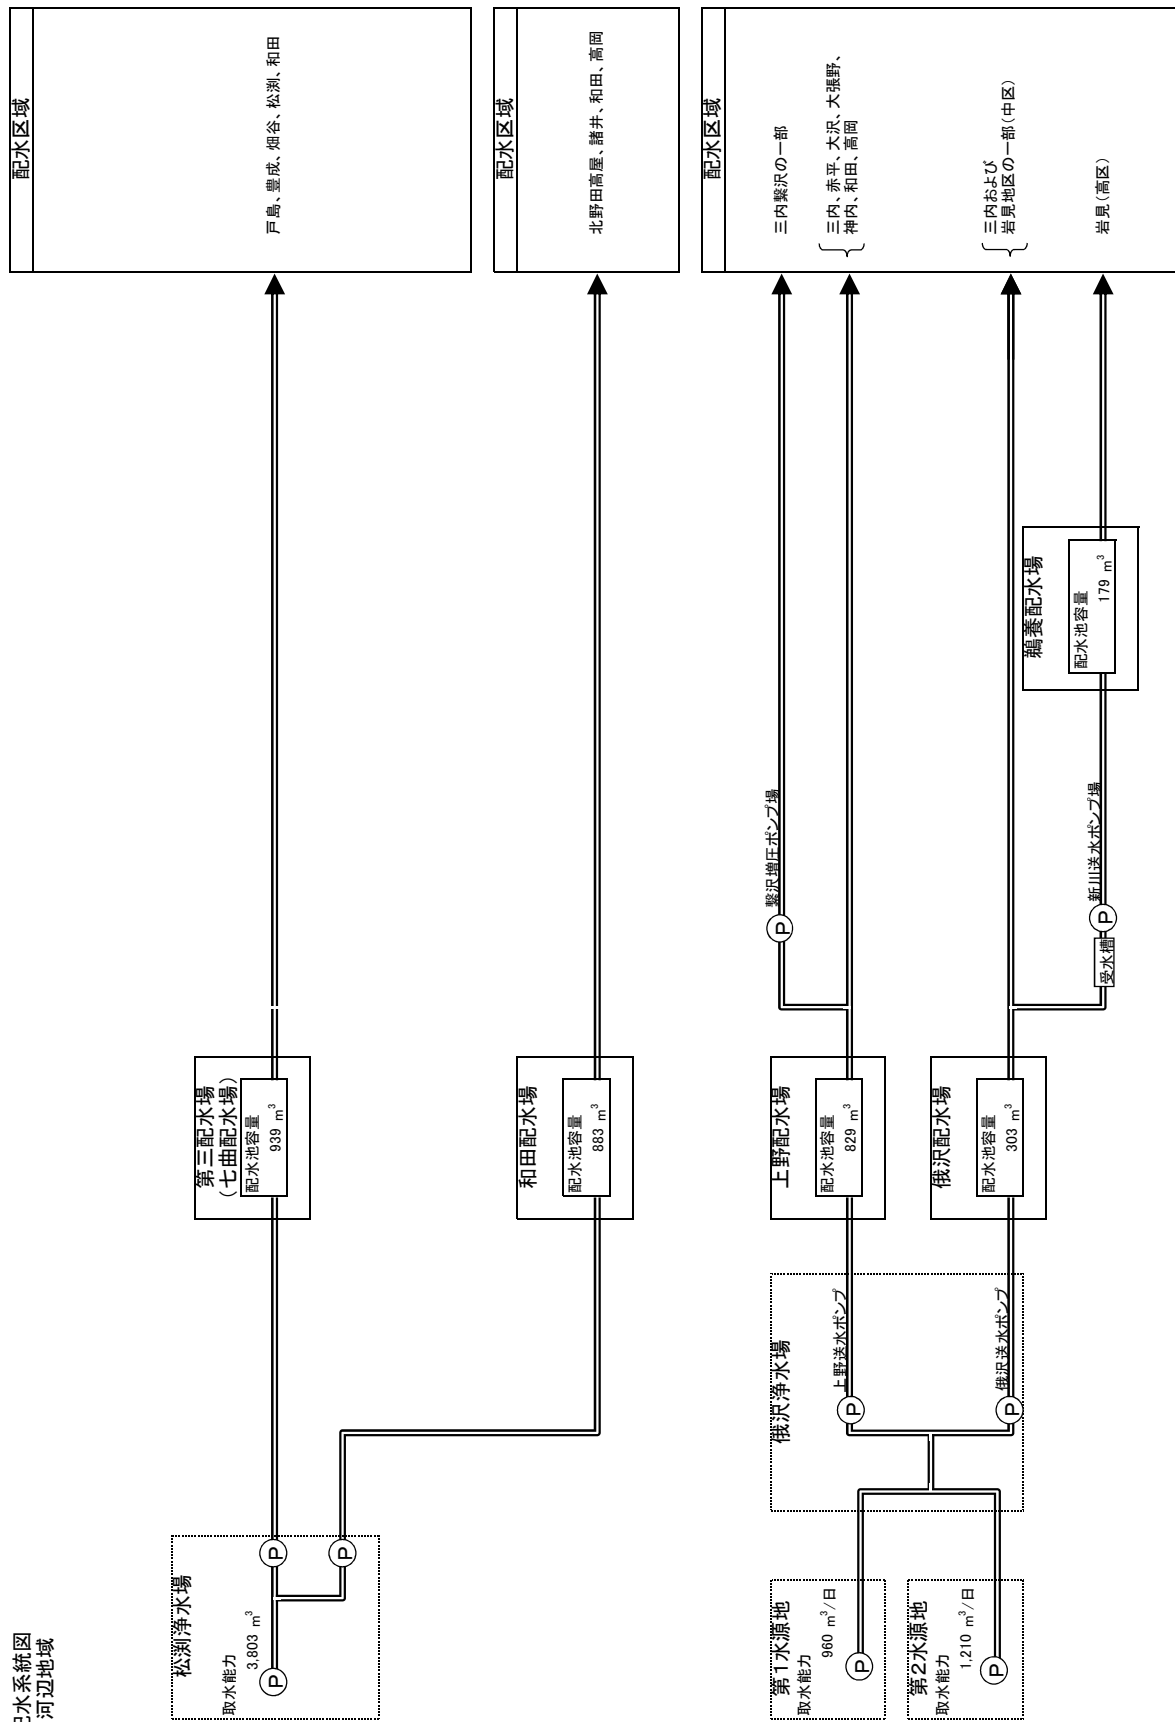 水系統図
河辺地域
松渕浄水場
取水能力
3,803 m³
P
P
P
第三配水場
(七曲配水場)
配水池容量
939 m³
配水区域
戸島、豊成、畑谷、松渕、和田
和田配水場
配水池容量
883 m³
配水区域
北野田高屋、諸井、和田、高岡
第1水源地
取水能力
960 m³/日
P
第2水源地
取水能力
1,210 m³/日
P
俄沢浄水場
上野送水ポンプ
P
俄沢送水ポンプ
P
上野配水場
配水池容量
829 m³
俄沢配水場
配水池容量
303 m³
繋沢増圧ポンプ場
P
受水槽
P
新川送水ポンプ場
鵜養配水場
配水池容量
179 m³
配水区域
三内繋沢の一部
三内、赤平、大沢、大張野、
神内、和田、高岡
三内および
岩見地区の一部(中区)
岩見(高区)